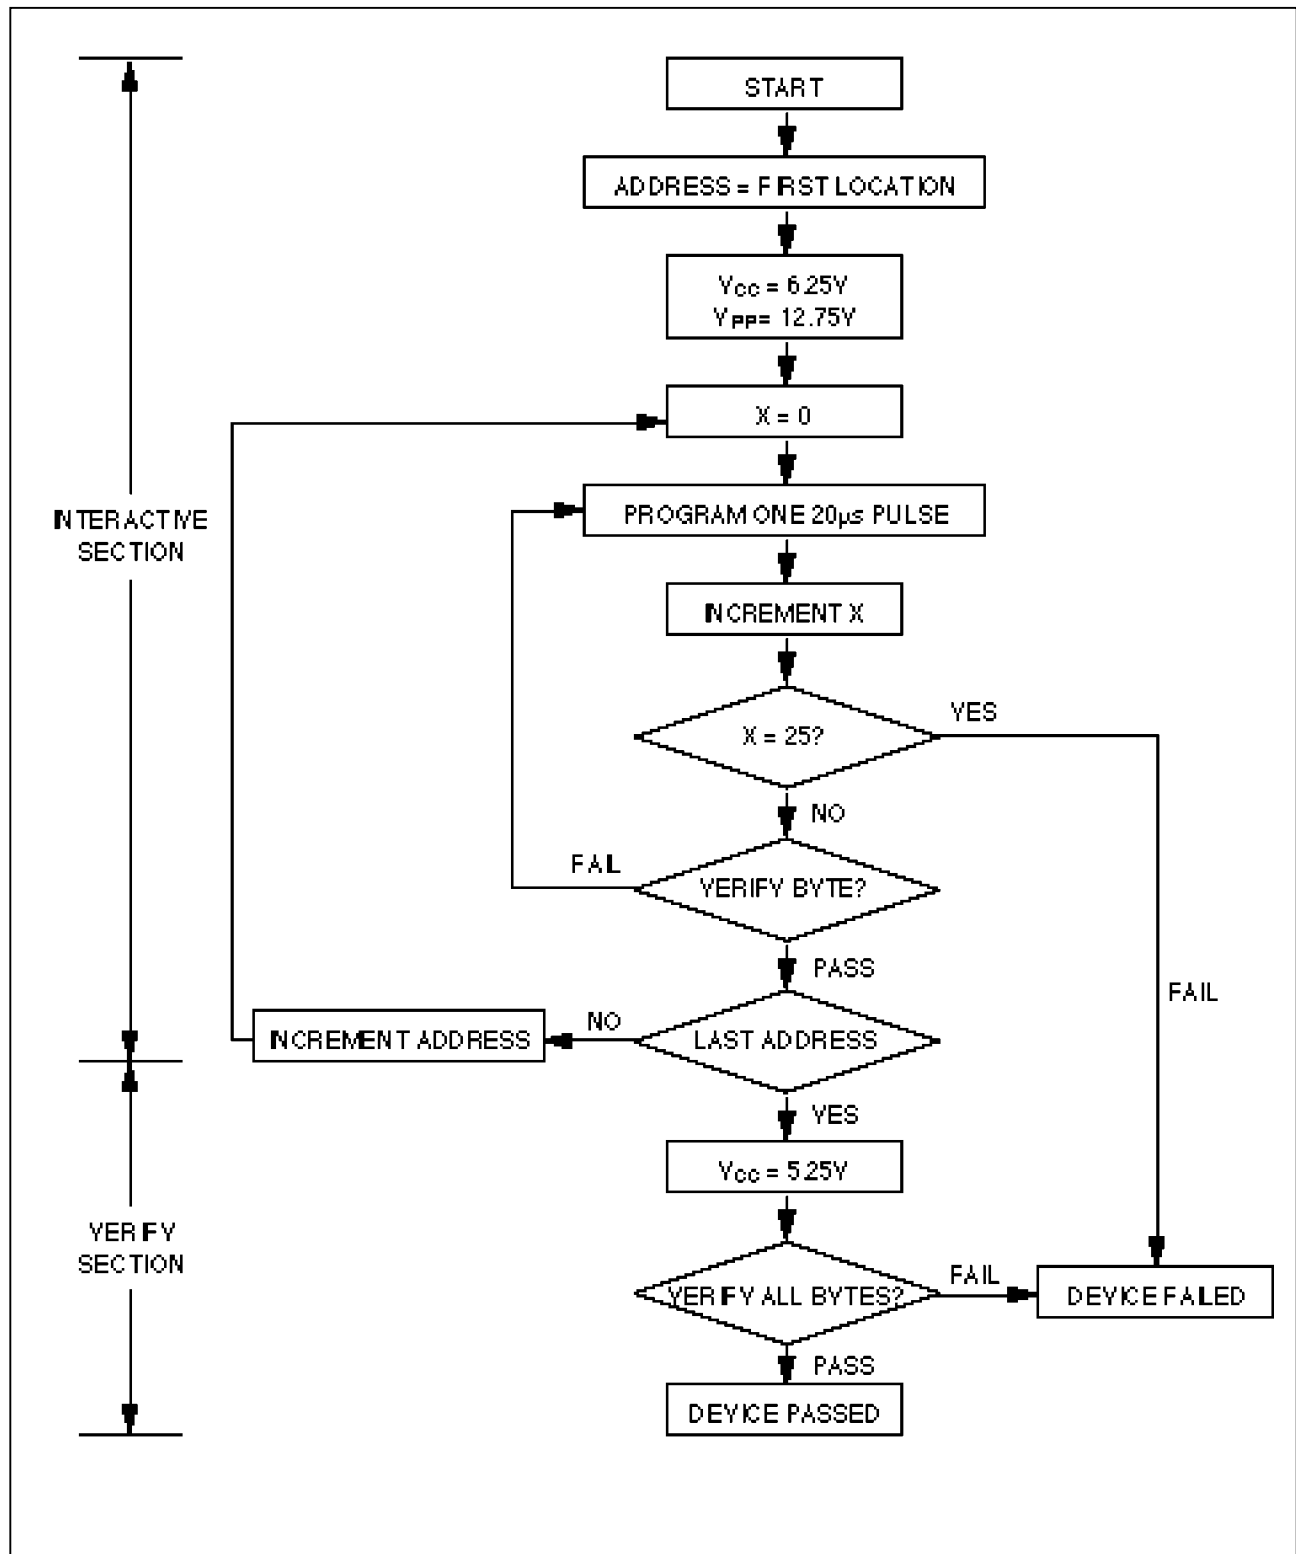 START
ADDRESS = FIRST LOCATION
Vcc = 6.25V
VPP= 12.75V
X = 0
INTERACTIVE
SECTION
PROGRAM ONE 20µs PULSE
INCREMENT X
X = 25?
YES
NO
FAIL
VERIFY BYTE?
PASS
FAIL
INCREMENT ADDRESS
NO
LAST ADDRESS
YES
Vcc = 5.25V
VERIFY
SECTION
VERIFY ALL BYTES?
FAIL
DEVICE FAILED
PASS
DEVICE PASSED